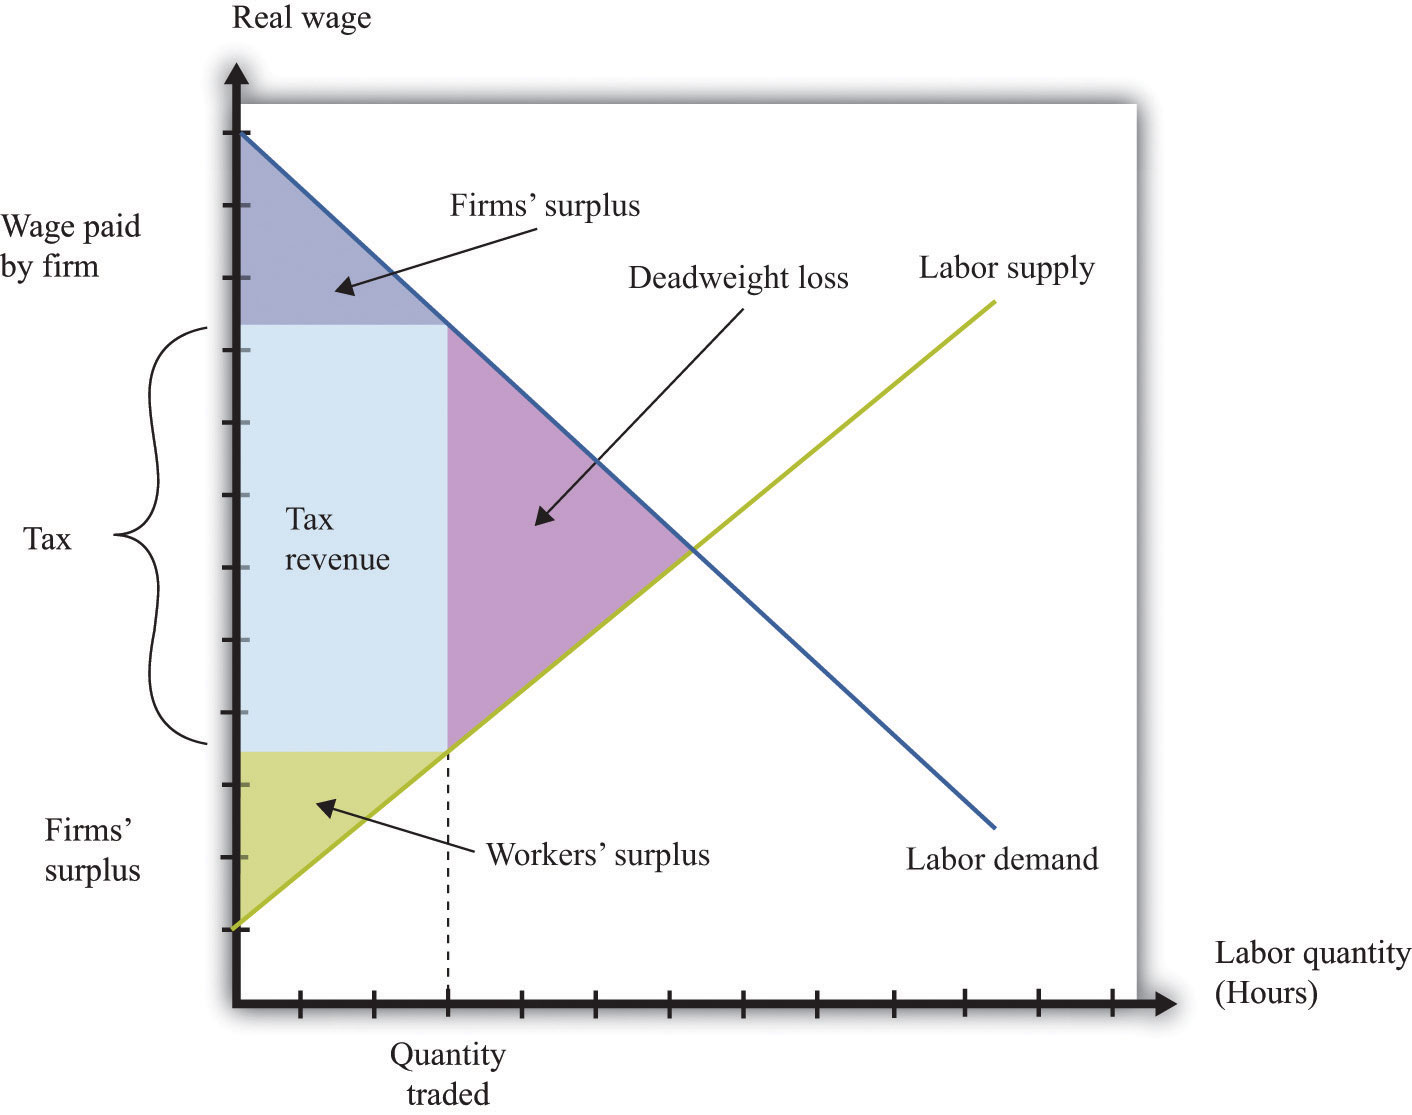 Real wage
Wage paid
by firm
Firms’ surplus
Deadweight loss
Labor supply
Tax
Tax
revenue
Firms’
surplus
Workers’ surplus
Labor demand
Labor quantity
(Hours)
Quantity
traded